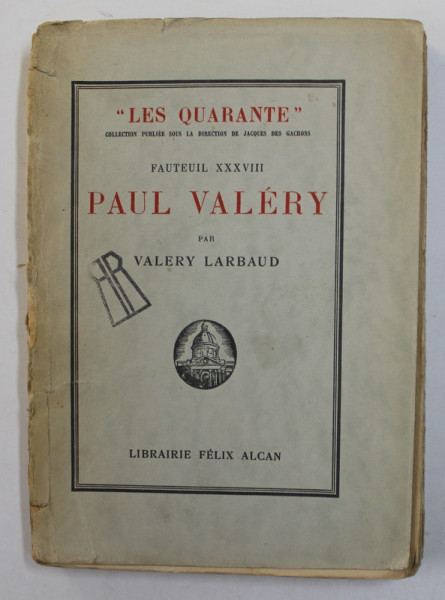 "LES QUARANTE"
COLLECTION PUBLIÉE SOUS LA DIRECTION DE JACQUES DES GACHONS
FAUTEUIL XXXVIII
PAUL VALÉRY
PAR
VALERY LARBAUD
LIBRAIRIE FÉLIX ALCAN